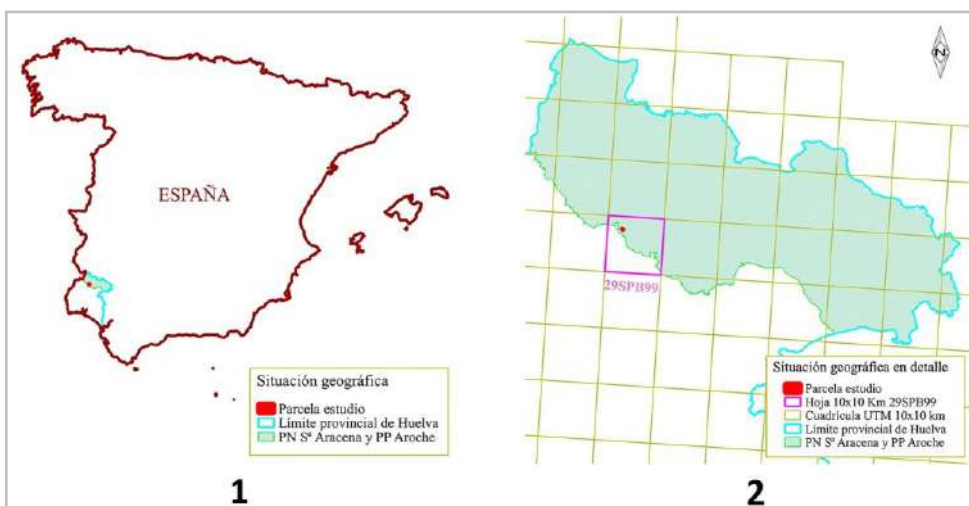 ESPAÑA
Situación geográfica
Parcela estudio
Límite provincial de Huelva
PN Sª Aracena y PP Aroche
1
N
29SPB99
Situación geográfica en detalle
Parcela estudio
Hoja 10x10 Km 29SPB99
Cuadrícula UTM 10x10 km
Límite provincial de Huelva
PN Sª Aracena y PP Aroche
2